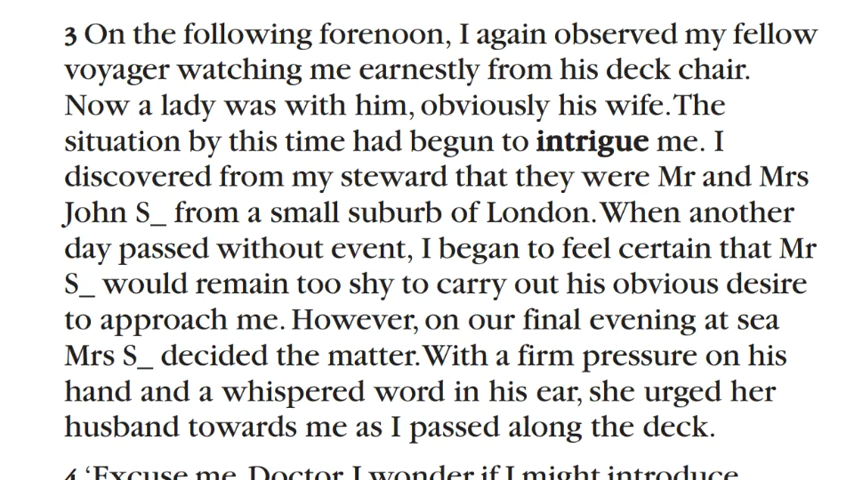 3 On the following forenoon, I again observed my fellow
voyager watching me earnestly from his deck chair.
Now a lady was with him, obviously his wife. The
situation by this time had begun to intrigue me. I
discovered from my steward that they were Mr and Mrs
John S_ from a small suburb of London. When another
day passed without event, I began to feel certain that Mr
S_ would remain too shy to carry out his obvious desire
to approach me. However, on our final evening at sea
Mrs S_ decided the matter. With a firm pressure on his
hand and a whispered word in his ear, she urged her
husband towards me as I passed along the deck.
4 ‘Excuse me, Doctor. I wonder if I might introduce